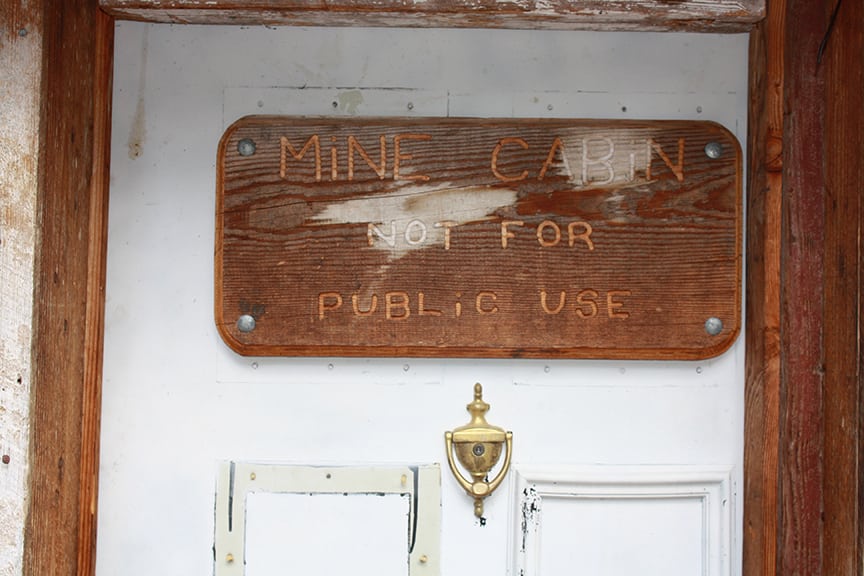 MiNE CABiN
NOT FOR
PUBLiC USE